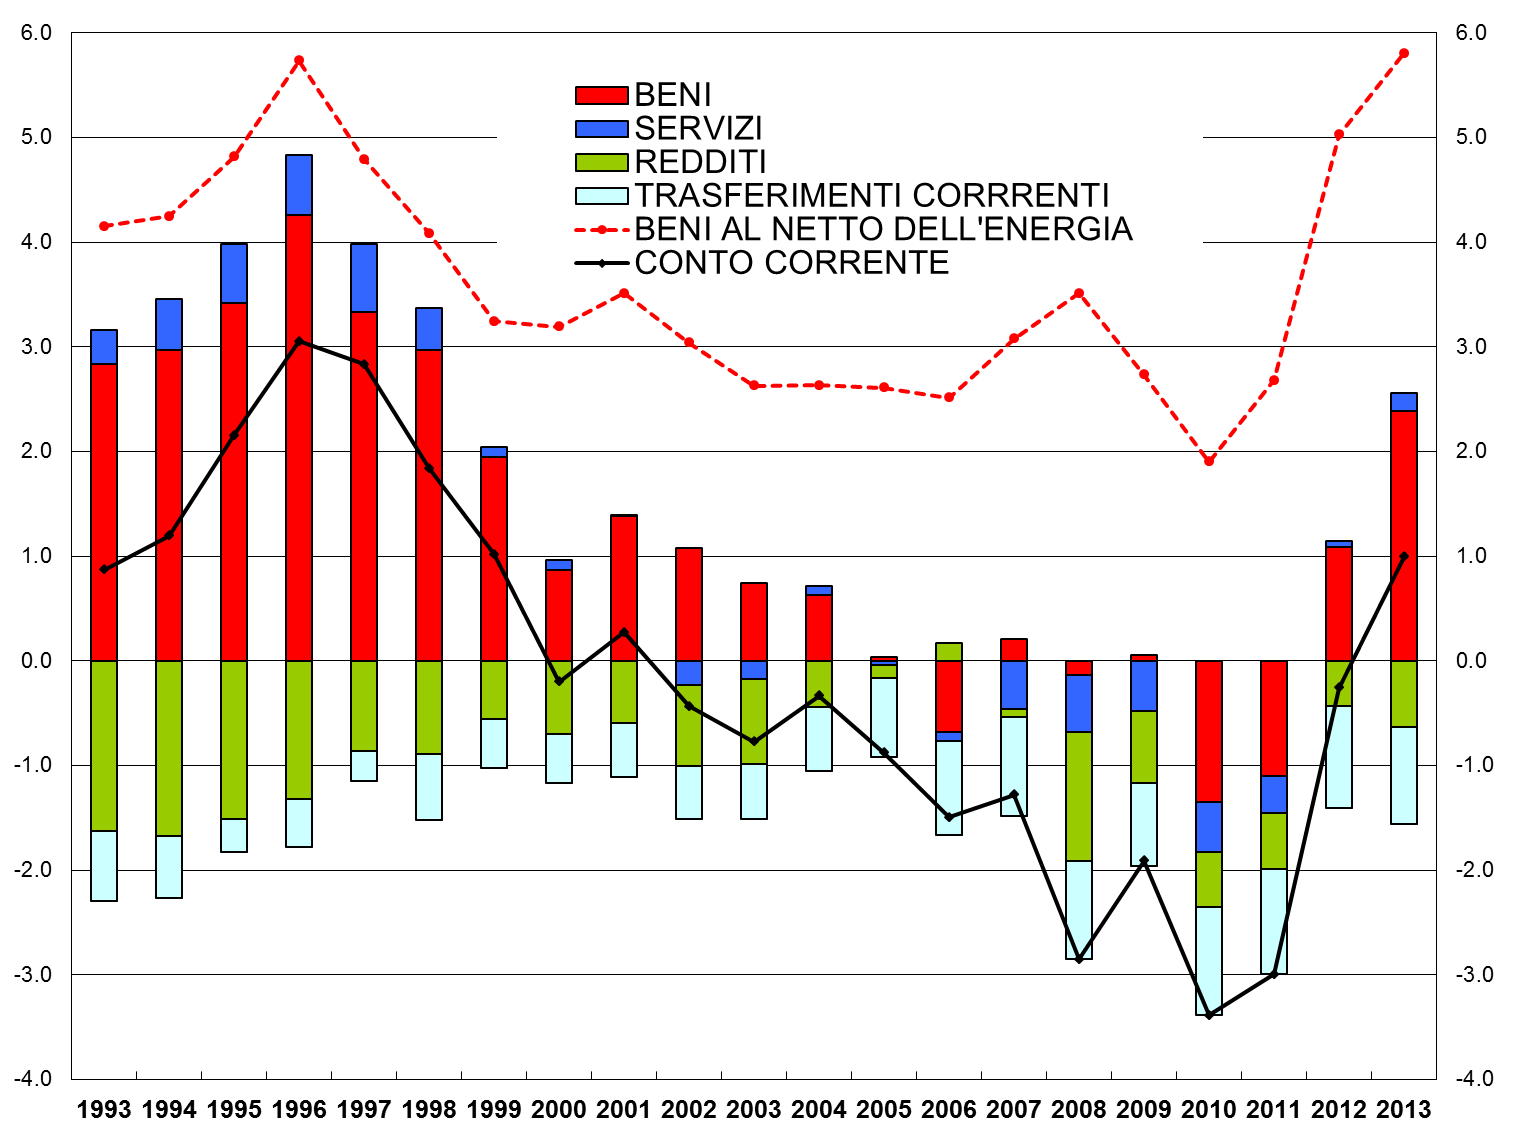 6.0 6.0
BENI
5.0 SERVIZI 5.0
REDDITI
TRASFERIMENTI CORRRENTI
BENI AL NETTO DELL'ENERGIA
4.0 4.0
CONTO CORRENTE
3.0 3.0
2.0 2.0
1.0 1.0
0.0 0.0
-1.0 -1.0
-2.0 -2.0
-3.0 -3.0
-4.0 -4.0
1993 1994 1995 1996 1997 1998 1999 2000 2001 2002 2003 2004 2005 2006 2007 2008 2009 2010 2011 2012 2013